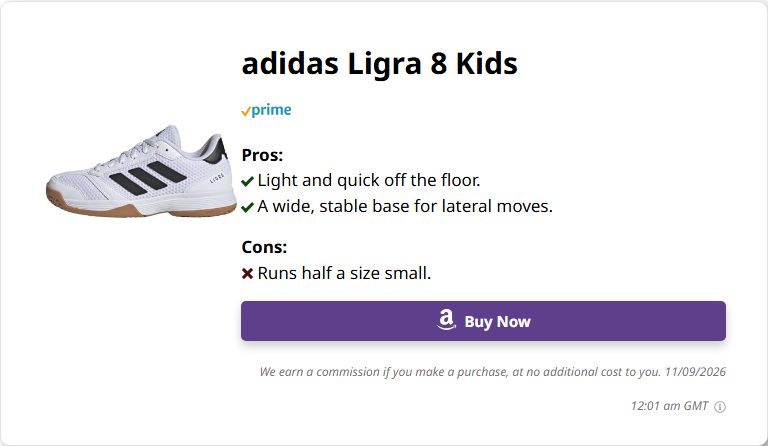 adidas Ligra 8 Kids
prime
Pros:
Light and quick off the floor.
A wide, stable base for lateral moves.
Cons:
Runs half a size small.
Buy Now
We earn a commission if you make a purchase, at no additional cost to you. 11/09/2026
12:01 am GMT
LIGRA